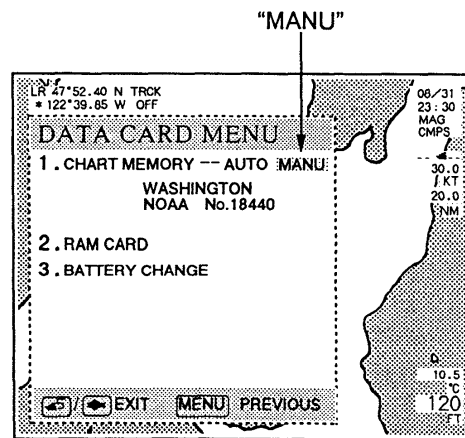 “MANU”
LR 47°52.40 N TRCK
* 122°39.85 W OFF
DATA CARD MENU
1. CHART MEMORY -- AUTO MANU
WASHINGTON
NOAA No.18440
2. RAM CARD
3. BATTERY CHANGE
/ EXIT MENU PREVIOUS
08/31
23:30
MAG
CMPS
30.0
KT
20.0
NM
10.5
°C
120
FT